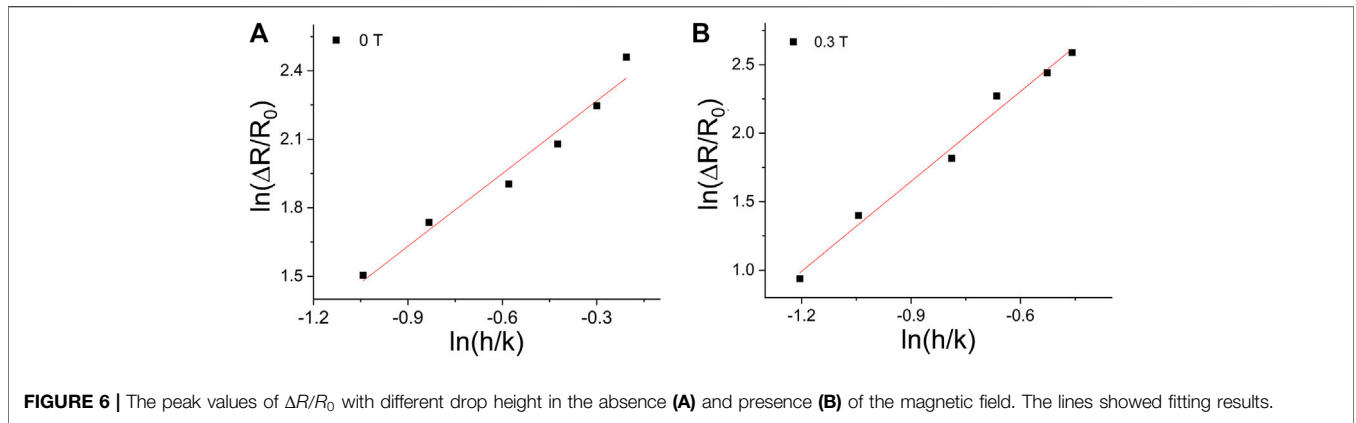 A
0 T
2.4
2.1
1.8
1.5
ln(ΔR/R₀)
-1.2 -0.9 -0.6 -0.3
ln(h/k)
B
0.3 T
2.5
2.0
1.5
1.0
ln(ΔR/R₀)
-1.2 -0.9 -0.6
ln(h/k)
FIGURE 6 | The peak values of ΔR/R₀ with different drop height in the absence (A) and presence (B) of the magnetic field. The lines showed fitting results.